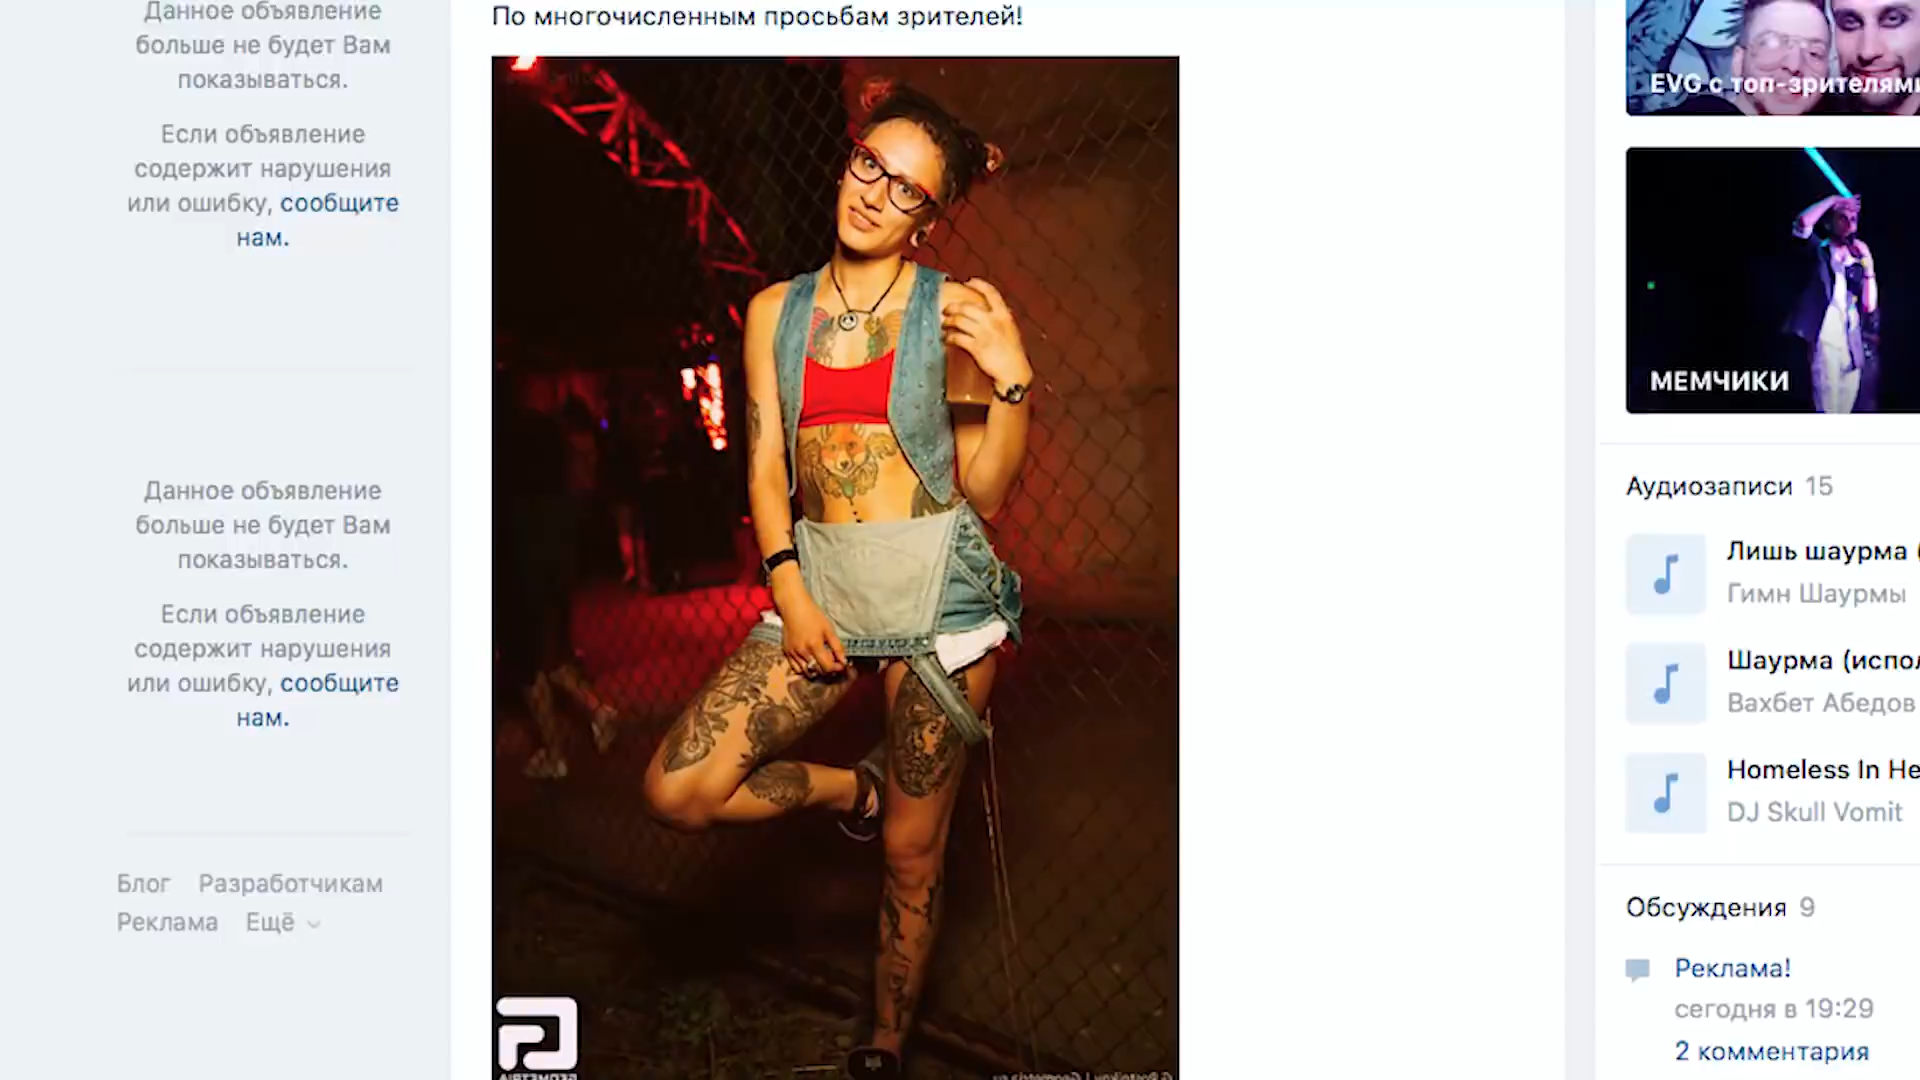 Данное объявление
больше не будет Вам
показываться.
Если объявление
содержит нарушения
или ошибку, сообщите
нам.
Данное объявление
больше не будет Вам
показываться.
Если объявление
содержит нарушения
или ошибку, сообщите
нам.
Блог Разработчикам
Реклама Ещё
По многочисленным просьбам зрителей!
EVG с топ-зрителями
МЕМЧИКИ
Аудиозаписи 15
Лишь шаурма (
Гимн Шаурмы
Шаурма (испол
Вахбет Абедов
Homeless In He
DJ Skull Vomit
Обсуждения 9
Реклама!
сегодня в 19:29
2 комментария